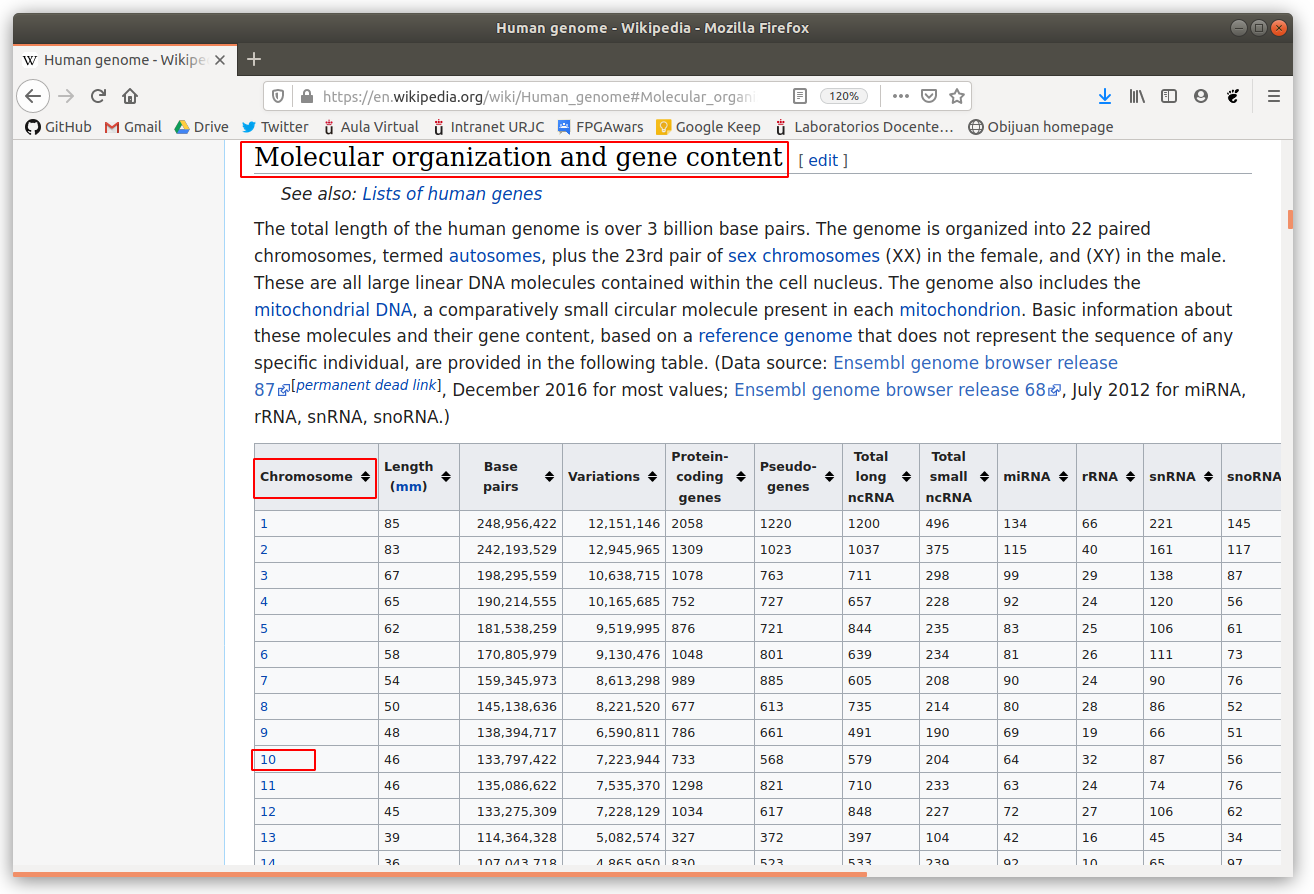 Human genome - Wikipedia - Mozilla Firefox
W Human genome - Wikipe
https://en.wikipedia.org/wiki/Human_genome#Molecular_organi 120%
GitHub Gmail Drive Twitter Aula Virtual Intranet URJC FPGAwars Google Keep Laboratorios Docente… Obijuan homepage
Molecular organization and gene content [ edit ]
See also: Lists of human genes
The total length of the human genome is over 3 billion base pairs. The genome is organized into 22 paired
chromosomes, termed autosomes, plus the 23rd pair of sex chromosomes (XX) in the female, and (XY) in the male.
These are all large linear DNA molecules contained within the cell nucleus. The genome also includes the
mitochondrial DNA, a comparatively small circular molecule present in each mitochondrion. Basic information about
these molecules and their gene content, based on a reference genome that does not represent the sequence of any
specific individual, are provided in the following table. (Data source: Ensembl genome browser release
87[permanent dead link], December 2016 for most values; Ensembl genome browser release 68, July 2012 for miRNA,
rRNA, snRNA, snoRNA.)
Chromosome Length (mm) Base pairs Variations Protein-coding genes Pseudo-genes Total long ncRNA Total small ncRNA miRNA rRNA snRNA snoRNA
1 85 248,956,422 12,151,146 2058 1220 1200 496 134 66 221 145
2 83 242,193,529 12,945,965 1309 1023 1037 375 115 40 161 117
3 67 198,295,559 10,638,715 1078 763 711 298 99 29 138 87
4 65 190,214,555 10,165,685 752 727 657 228 92 24 120 56
5 62 181,538,259 9,519,995 876 721 844 235 83 25 106 61
6 58 170,805,979 9,130,476 1048 801 639 234 81 26 111 73
7 54 159,345,973 8,613,298 989 885 605 208 90 24 90 76
8 50 145,138,636 8,221,520 677 613 735 214 80 28 86 52
9 48 138,394,717 6,590,811 786 661 491 190 69 19 66 51
10 46 133,797,422 7,223,944 733 568 579 204 64 32 87 56
11 46 135,086,622 7,535,370 1298 821 710 233 63 24 74 76
12 45 133,275,309 7,228,129 1034 617 848 227 72 27 106 62
13 39 114,364,328 5,082,574 327 372 397 104 42 16 45 34
14 36 107,043,718 4,865,950 830 523 533 239 92 10 65 97